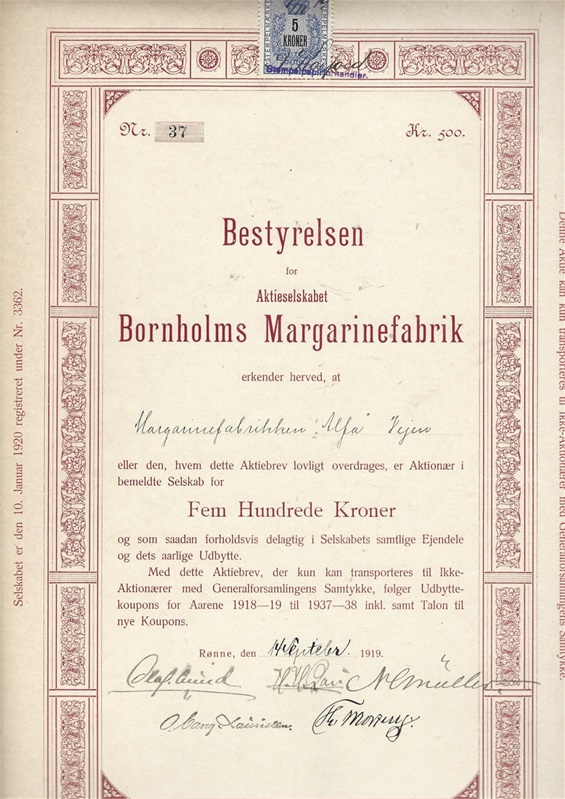 5
KRONER
Stempelpapirhandler.
Nr. 37 Kr. 500.
Bestyrelsen
for
Aktieselskabet
Bornholms Margarinefabrik
erkender herved, at
Margarinefabrikken "Alfa" Vejen
eller den, hvem dette Aktiebrev lovligt overdrages, er Aktionær i
bemeldte Selskab for
Fem Hundrede Kroner
og som saadan forholdsvis delagtig i Selskabets samtlige Ejendele
og dets aarlige Udbytte.
Med dette Aktiebrev, der kun kan transporteres til Ikke-
Aktionærer med Generalforsamlingens Samtykke, følger Udbytte-
koupons for Aarene 1918—19 til 1937—38 inkl. samt Talon til
nye Koupons.
Rønne, den 14 September 1919.
Selskabet er den 10. Januar 1920 registreret under Nr. 3362.
Denne Aktie kan kun transporteres til Ikke-Aktionærer med Generalforsamlingens Samtykke.